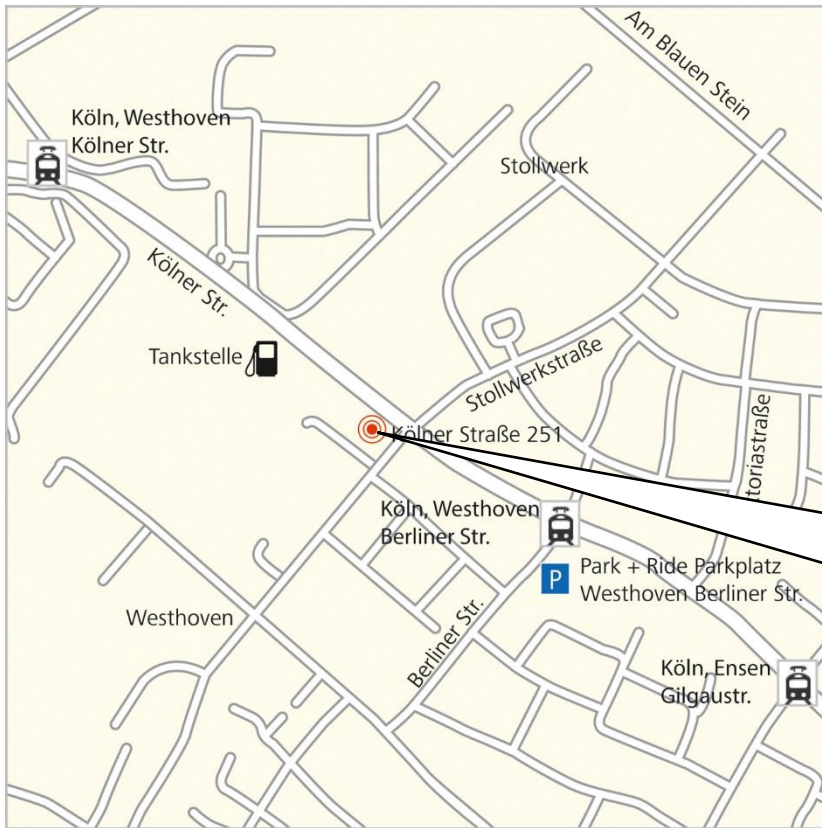 Am Blauen Stein
Köln, Westhoven
Kölner Str.
Stollwerk
Kölner Str.
Tankstelle
Stollwerkstraße
Kölner Straße 251
toriastraße
Köln, Westhoven
Berliner Str.
P
Park + Ride Parkplatz
Westhoven Berliner Str.
Westhoven
Berliner Str.
Köln, Ensen
Gilgaustr.